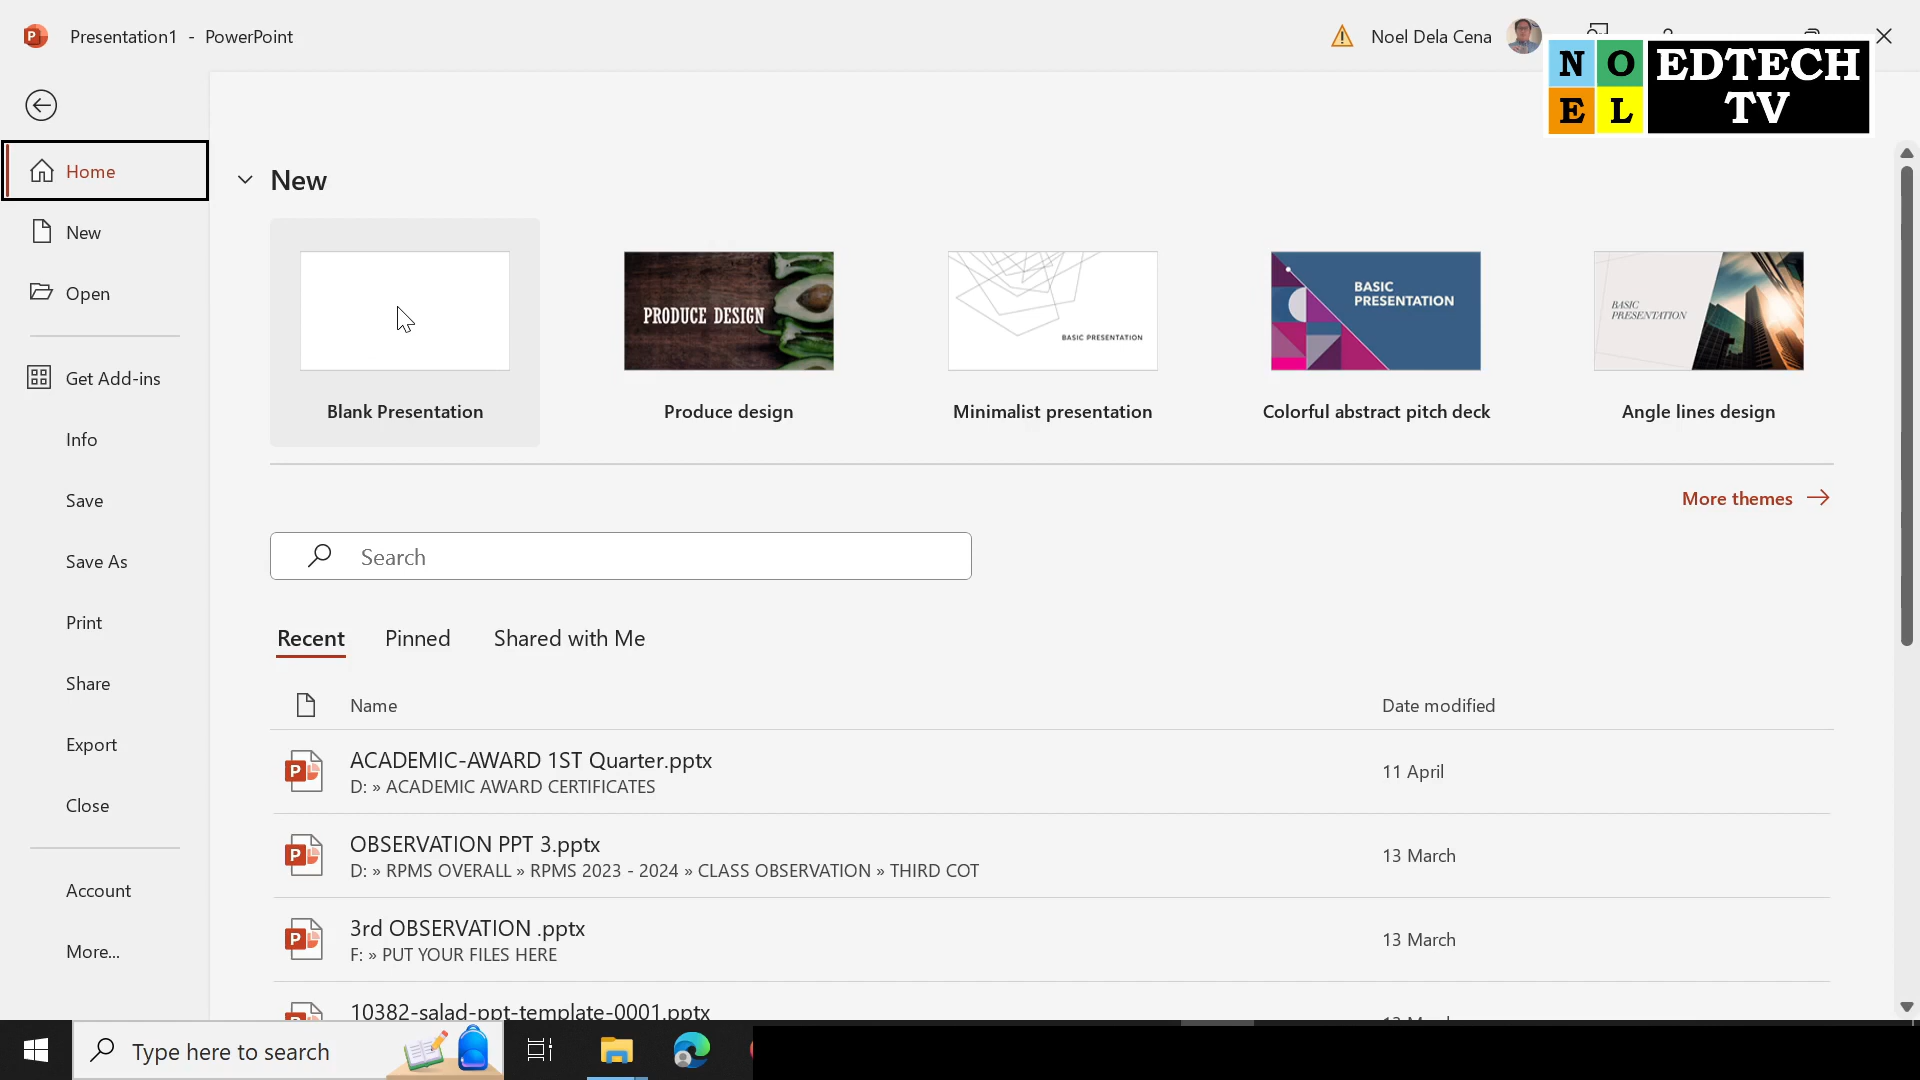 Presentation1 - PowerPoint
Noel Dela Cena
N O
E L
EDTECH
TV
Home
New
Open
Get Add-ins
Info
Save
Save As
Print
Share
Export
Close
Account
More...
New
PRODUCE DESIGN
BASIC PRESENTATION
BASIC
PRESENTATION
BASIC
PRESENTATION
Blank Presentation
Produce design
Minimalist presentation
Colorful abstract pitch deck
Angle lines design
More themes
Search
Recent Pinned Shared with Me
Name Date modified
ACADEMIC-AWARD 1ST Quarter.pptx
D: » ACADEMIC AWARD CERTIFICATES
11 April
OBSERVATION PPT 3.pptx
D: » RPMS OVERALL » RPMS 2023 - 2024 » CLASS OBSERVATION » THIRD COT
13 March
3rd OBSERVATION .pptx
F: » PUT YOUR FILES HERE
13 March
10382-salad-ppt-template-0001.pptx
Type here to search